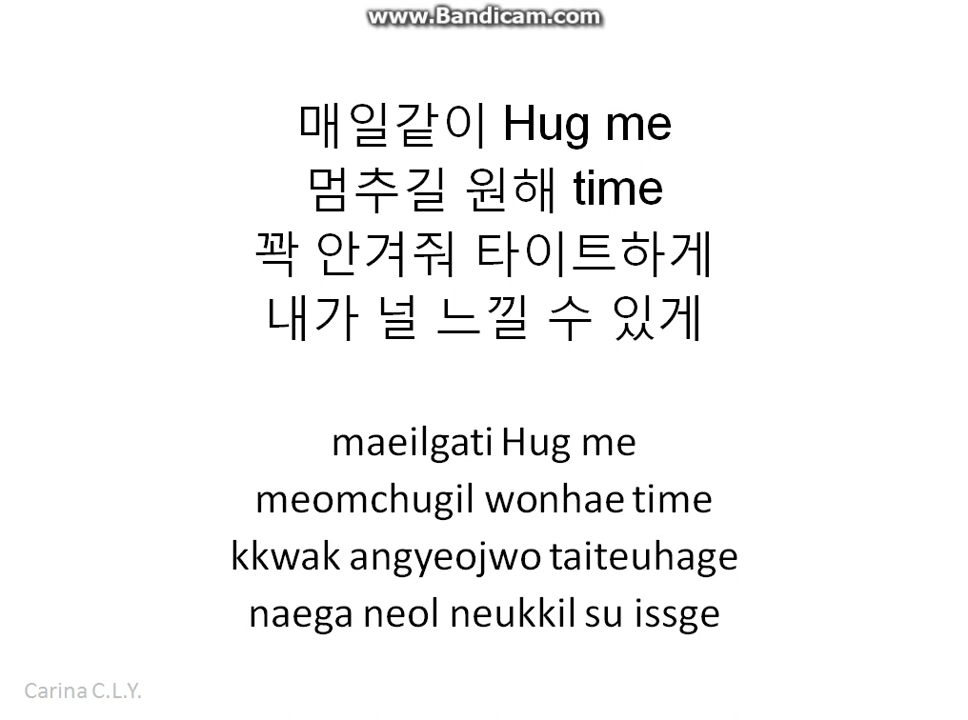 www.Bandicam.com
매일같이 Hug me
멈추길 원해 time
꽉 안겨줘 타이트하게
내가 널 느낄 수 있게
maeilgati Hug me
meomchugil wonhae time
kkwak angyeojwo taiteuhage
naega neol neukkil su issge
Carina C.L.Y.